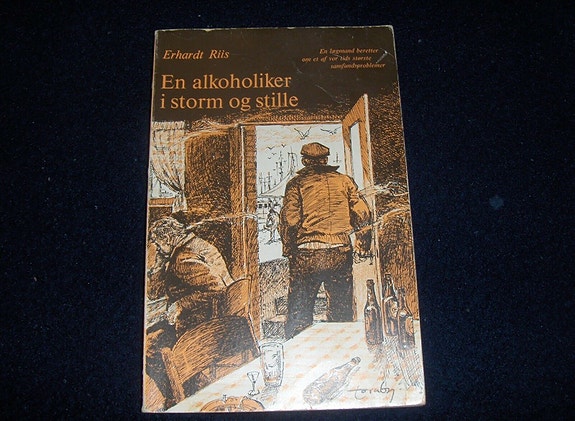 Erhardt Riis
En lægmand beretter
om et af vor tids største
samfundsproblemer
En alkoholiker
i storm og stille